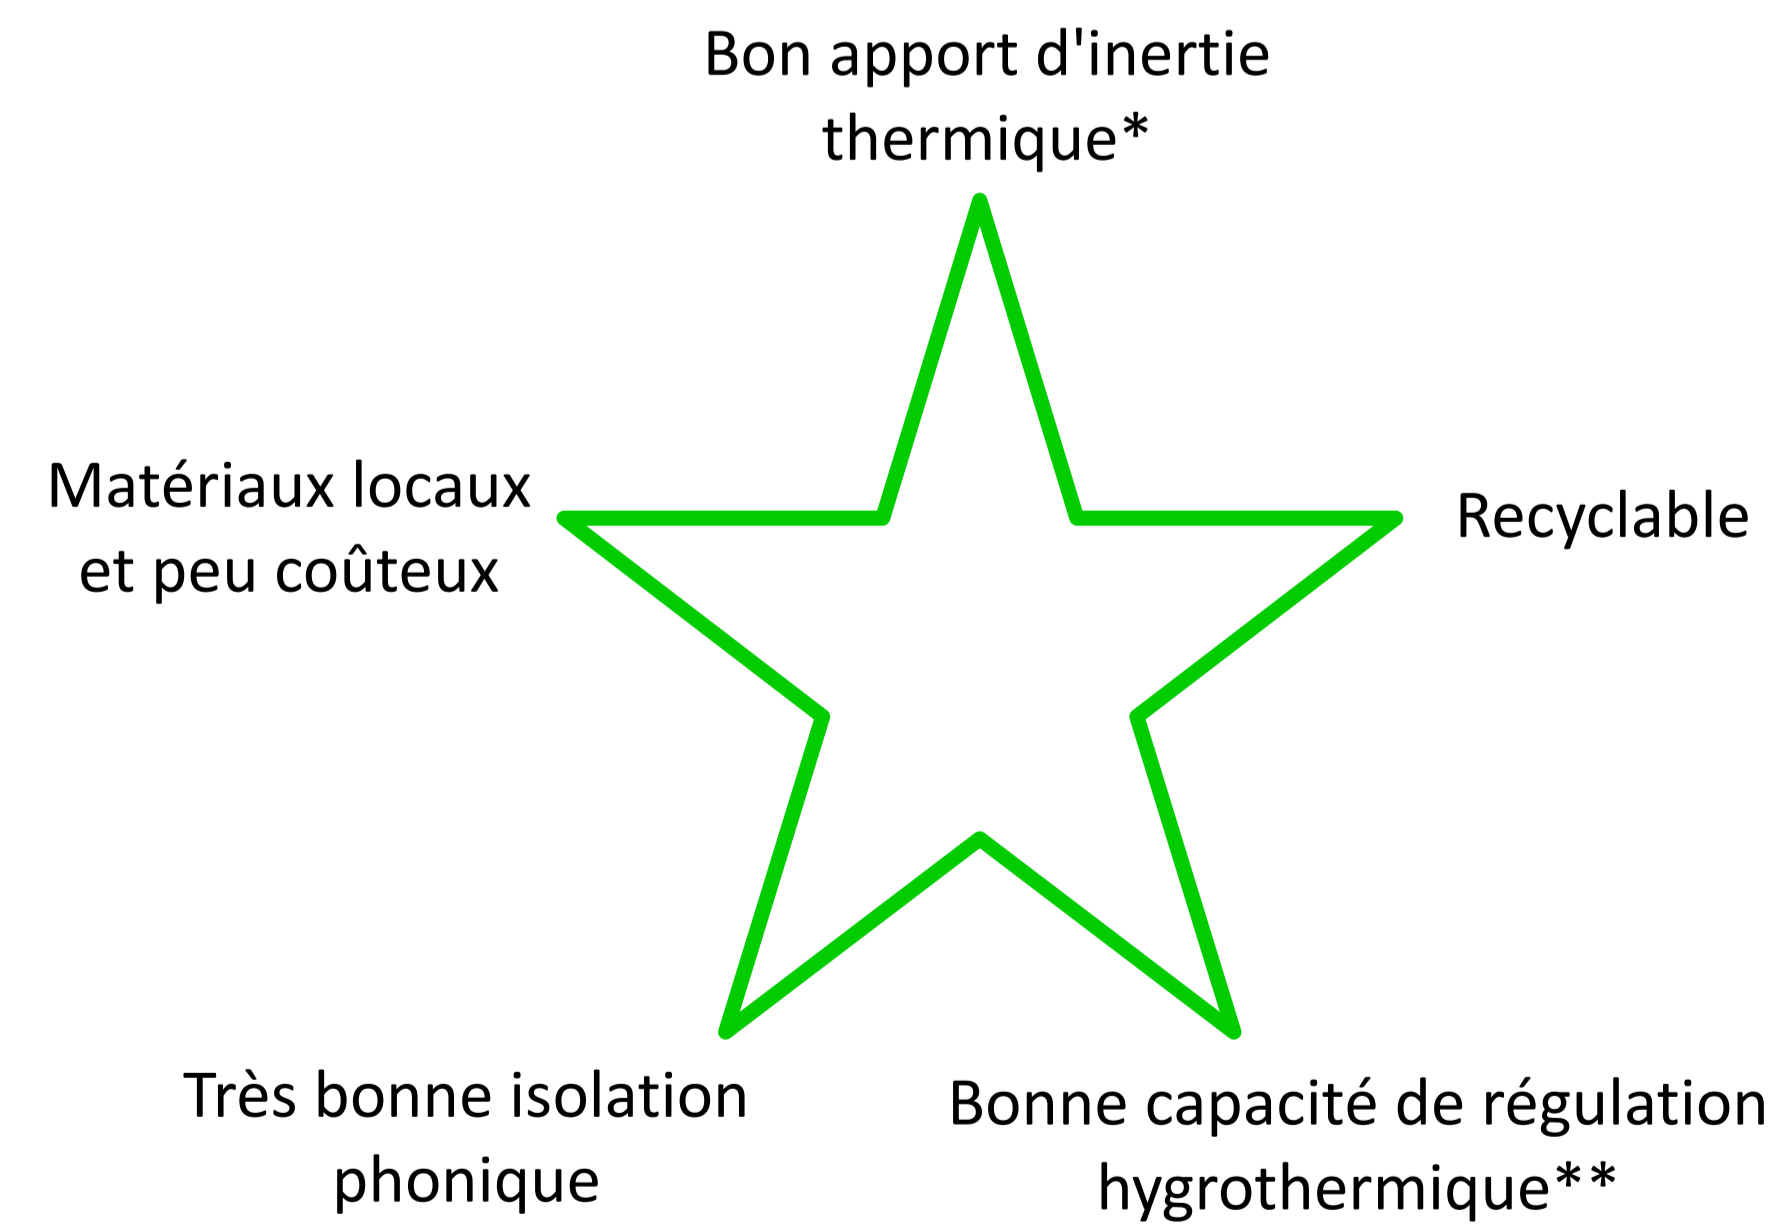 Bon apport d'inertie
thermique*
Matériaux locaux
et peu coûteux
Recyclable
Très bonne isolation
phonique
Bonne capacité de régulation
hygrothermique**